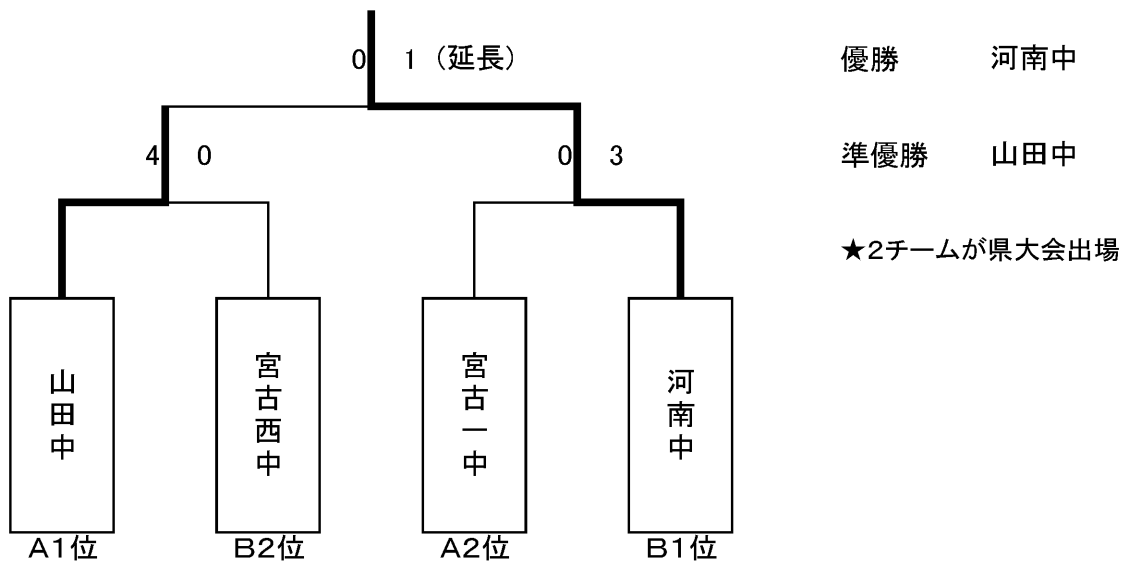 0 1 (延長)
4 0
0 3
優勝 河南中
準優勝 山田中
★2チームが県大会出場
山田中
宮古西中
宮古一中
河南中
A1位
B2位
A2位
B1位